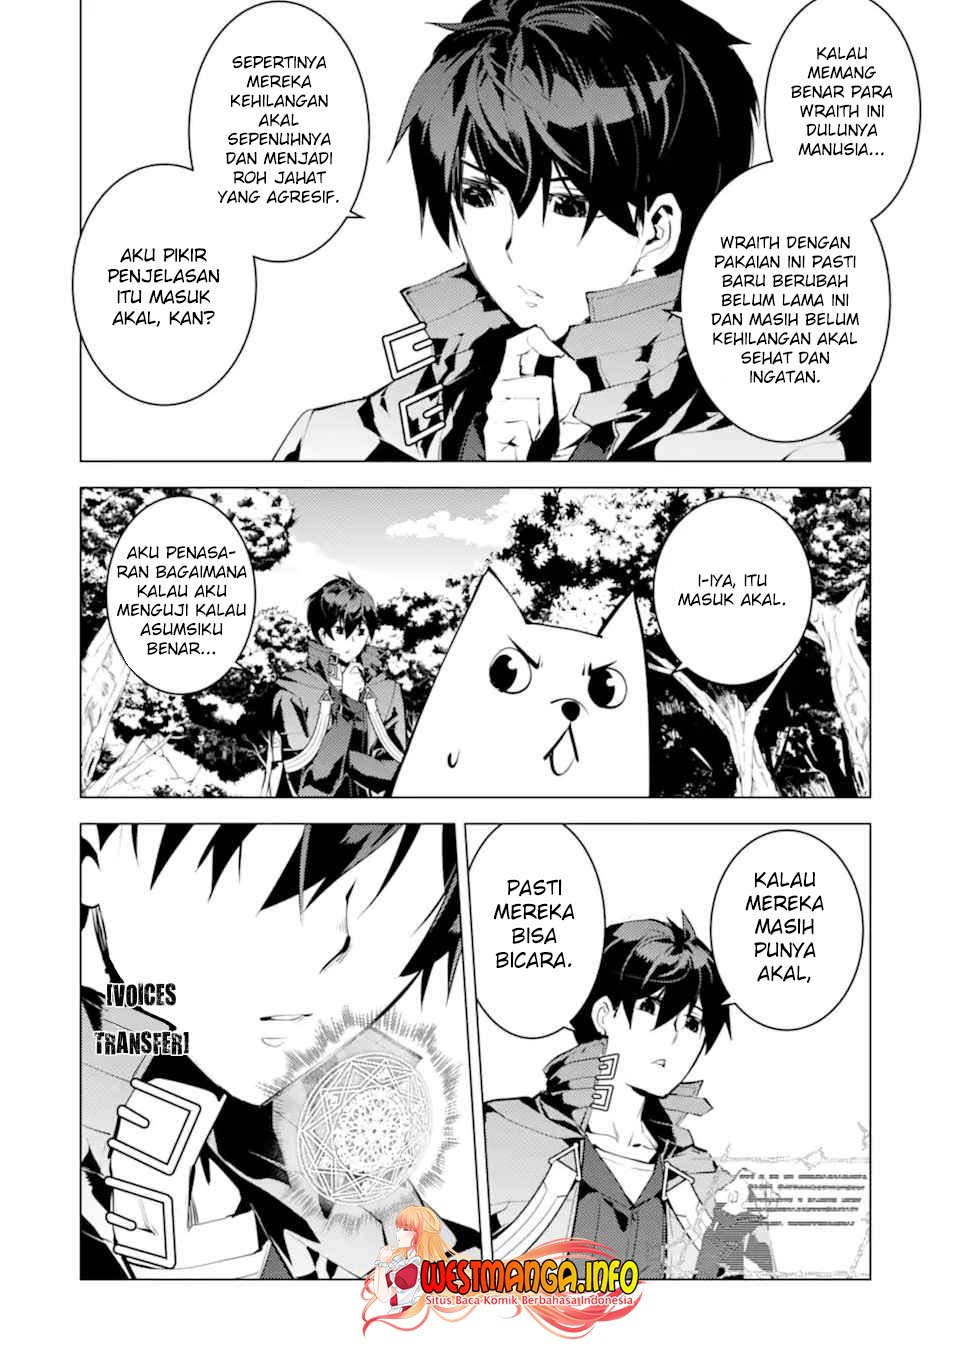 KALAU
MEMANG
BENAR PARA
WRAITH INI
DULUNYA
MANUSIA...
WRAITH DENGAN
PAKAIAN INI PASTI
BARU BERUBAH
BELUM LAMA INI
DAN MASIH BELUM
KEHILANGAN AKAL
SEHAT DAN
INGATAN.
SEPERTINYA
MEREKA
KEHILANGAN
AKAL
SEPENUHNYA
DAN MENJADI
ROH JAHAT
YANG AGRESIF.
AKU PIKIR
PENJELASAN
ITU MASUK
AKAL, KAN?
I-IYA, ITU
MASUK AKAL.
AKU PENASA-
RAN BAGAIMANA
KALAU AKU
MENGUJI KALAU
ASUMSIKU
BENAR...
KALAU
MEREKA
MASIH
PUNYA
AKAL,
PASTI
MEREKA
BISA
BICARA.
[VOICES
TRANSFER]
WESTMANGA.INFO
SITUS BACA KOMIK BERBAHASA INDONESIA